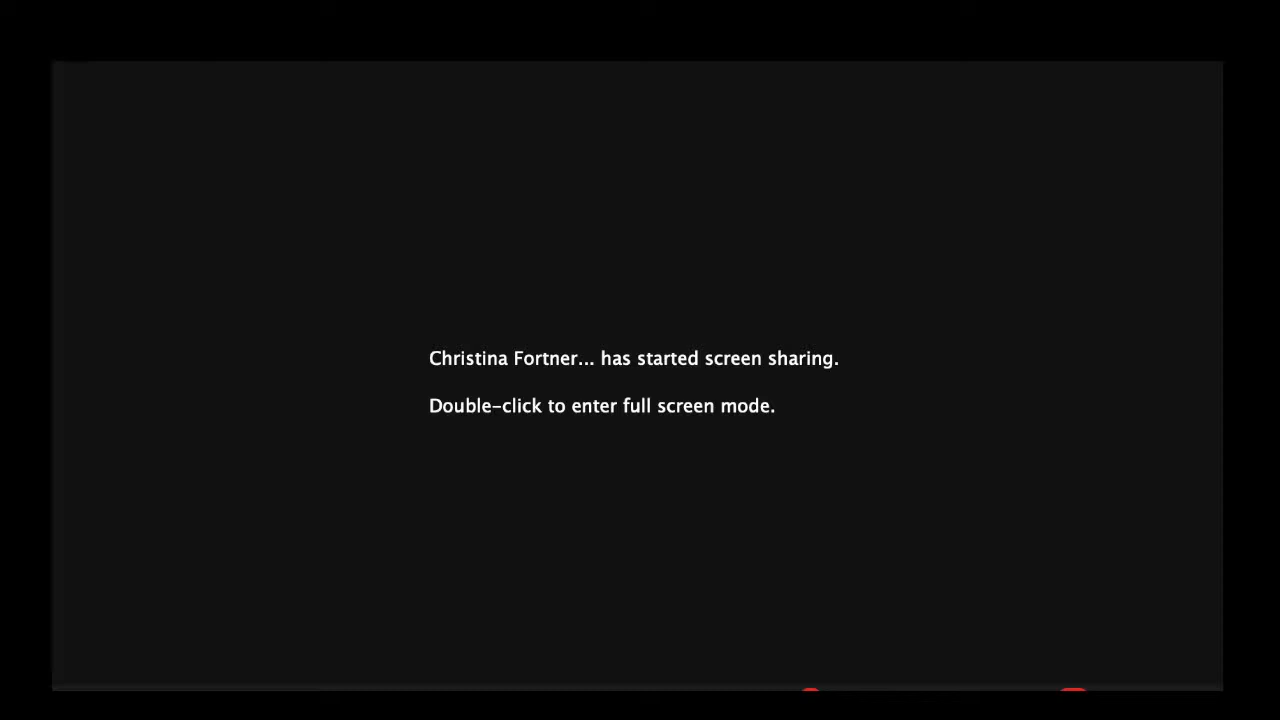 Christina Fortner... has started screen sharing.
Double-click to enter full screen mode.